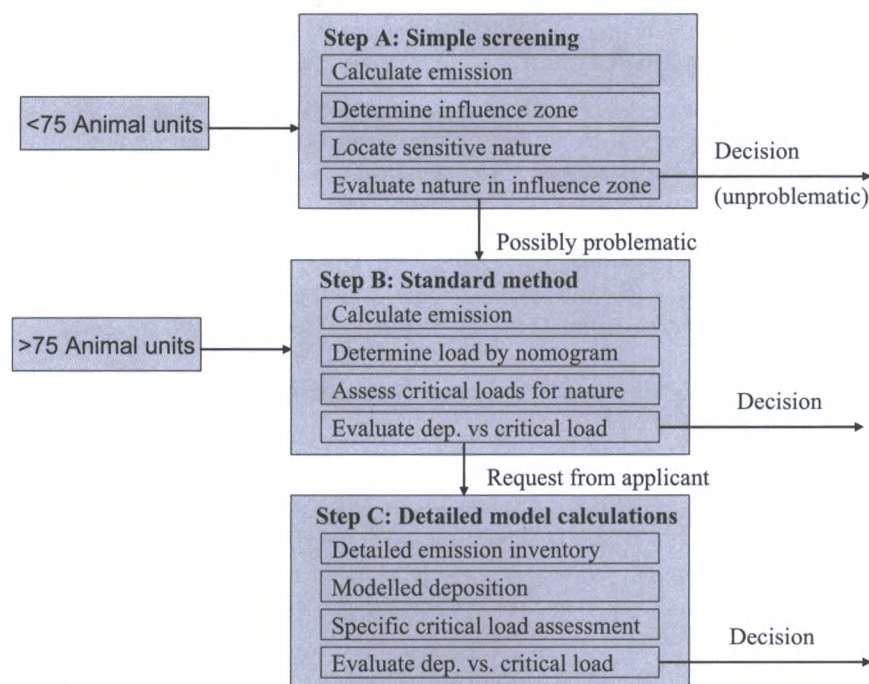 Step A: Simple screening
Calculate emission
<75 Animal units
Determine influence zone
Locate sensitive nature
Decision
Evaluate nature in influence zone
(unproblematic)
Possibly problematic
Step B: Standard method
Calculate emission
>75 Animal units
Determine load by nomogram
Assess critical loads for nature
Decision
Evaluate dep. vs critical load
Request from applicant
Step C: Detailed model calculations
Detailed emission inventory
Modelled deposition
Specific critical load assessment
Decision
Evaluate dep. vs. critical load